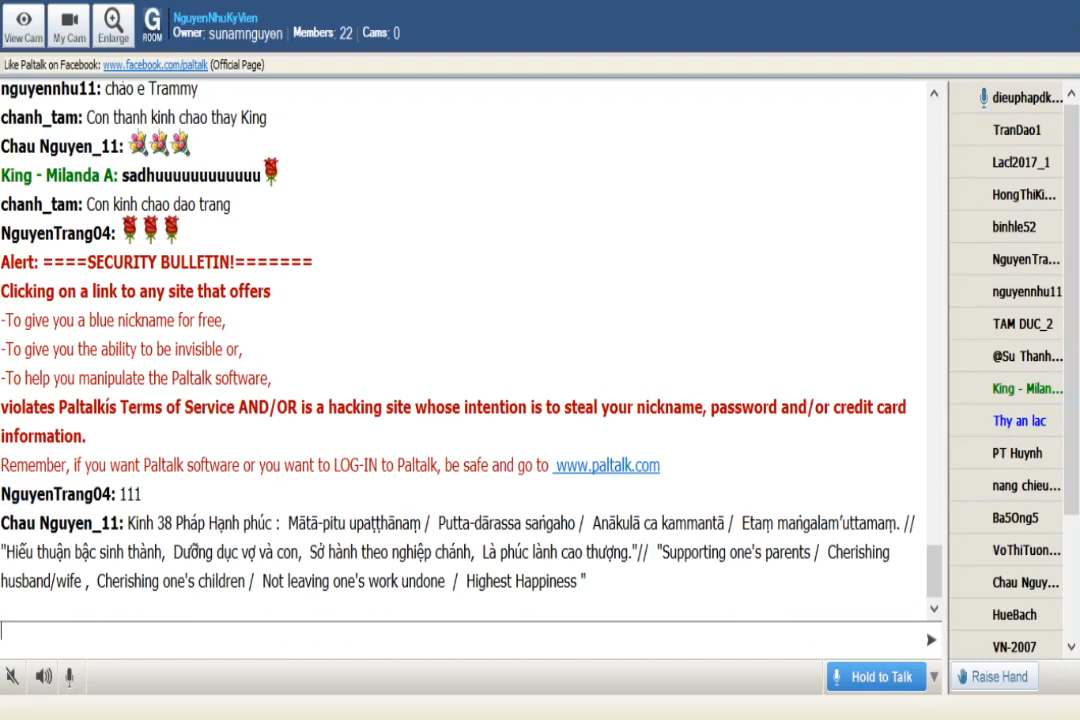 View Cam
My Cam
Enlarge
G
ROOM
NguyenNhuKyVien
Owner: sunamnguyen | Members: 22 | Cams: 0
Like Paltalk on Facebook: www.facebook.com/paltalk (Official Page)
nguyennhu11: chào e Trammy
chanh_tam: Con thanh kinh chao thay King
Chau Nguyen_11:
King - Milanda A: sadhuuuuuuuuuuuu
chanh_tam: Con kinh chao dao trang
NguyenTrang04:
Alert: ====SECURITY BULLETIN!=======
Clicking on a link to any site that offers
-To give you a blue nickname for free,
-To give you the ability to be invisible or,
-To help you manipulate the Paltalk software,
violates Paltalkís Terms of Service AND/OR is a hacking site whose intention is to steal your nickname, password and/or credit card
information.
Remember, if you want Paltalk software or you want to LOG-IN to Paltalk, be safe and go to www.paltalk.com
NguyenTrang04: 111
Chau Nguyen_11: Kinh 38 Pháp Hạnh phúc : Mātā-pitu upaṭṭhānaṃ / Putta-dārassa saṅgaho / Anākulā ca kammantā / Etaṃ maṅgalam’uttamaṃ. //
"Hiếu thuận bậc sinh thành, Dưỡng dục vợ và con, Sở hành theo nghiệp chánh, Là phúc lành cao thượng."// "Supporting one's parents / Cherishing
husband/wife , Cherishing one's children / Not leaving one's work undone / Highest Happiness "
dieuphapdk...
TranDao1
Lacl2017_1
HongThiKi...
binhle52
NguyenTra...
nguyennhu11
TAM DUC_2
@Su Thanh...
King - Milan...
Thy an lac
PT Huynh
nang chieu...
Ba5Ong5
VoThiTuon...
Chau Nguy...
HueBach
VN-2007
Hold to Talk
Raise Hand